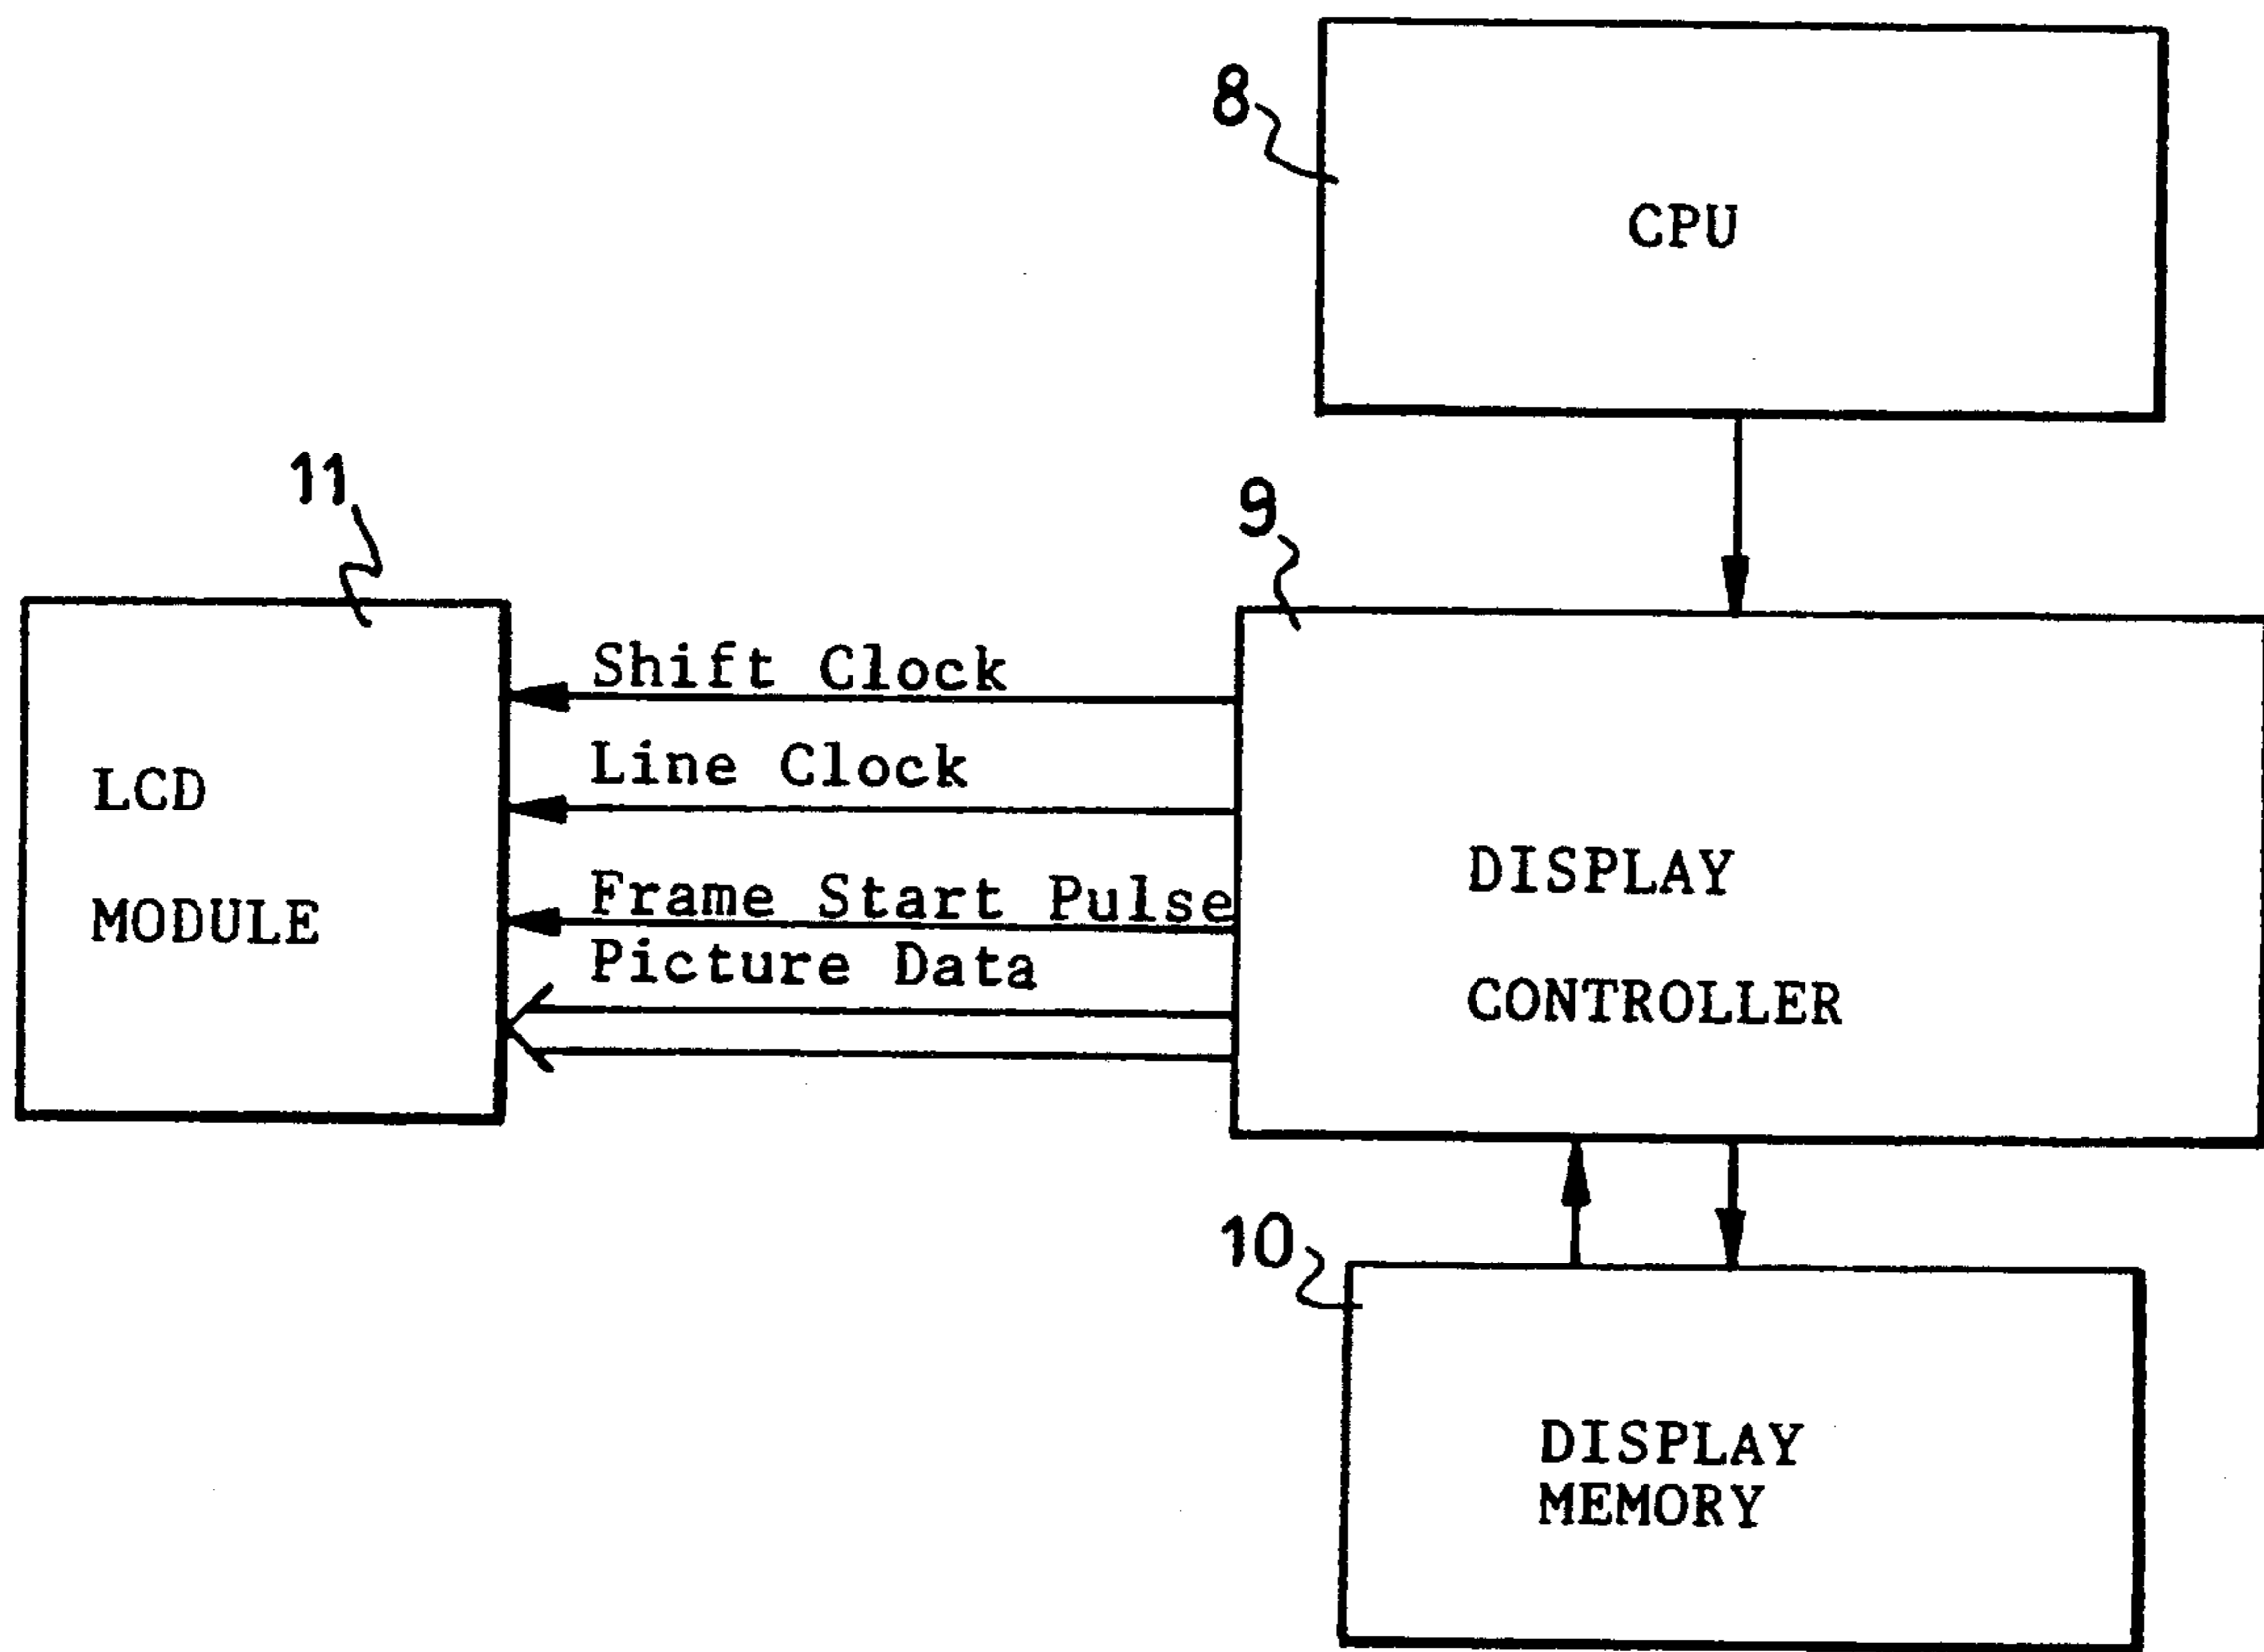 8
CPU
11
9
Shift Clock
Line Clock
LCD
MODULE
Frame Start Pulse
Picture Data
DISPLAY
CONTROLLER
10
DISPLAY
MEMORY